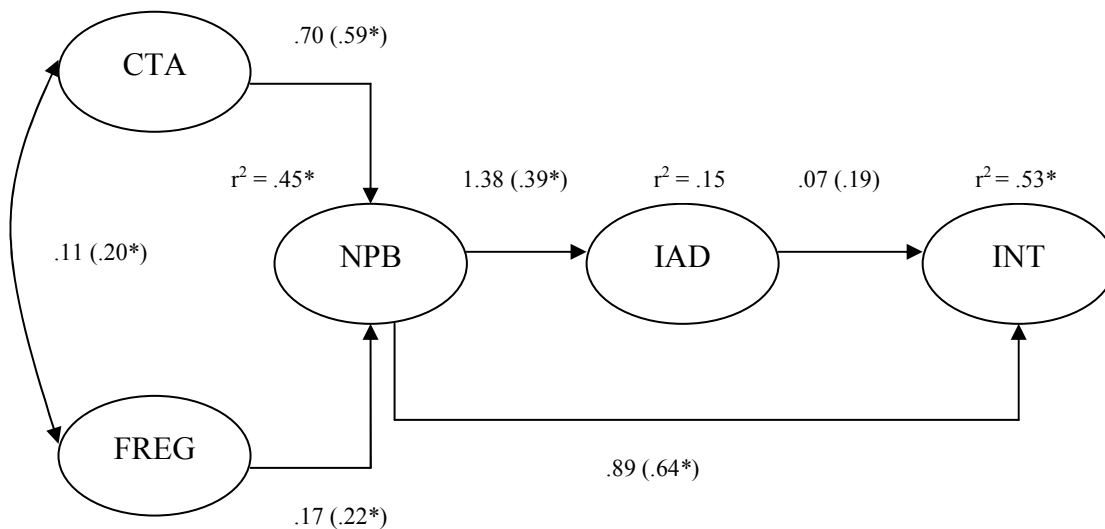 .70 (.59*)
CTA
r² = .45*
1.38 (.39*)
r² = .15
.07 (.19)
r² = .53*
.11 (.20*)
NPB
IAD
INT
FREG
.89 (.64*)
.17 (.22*)